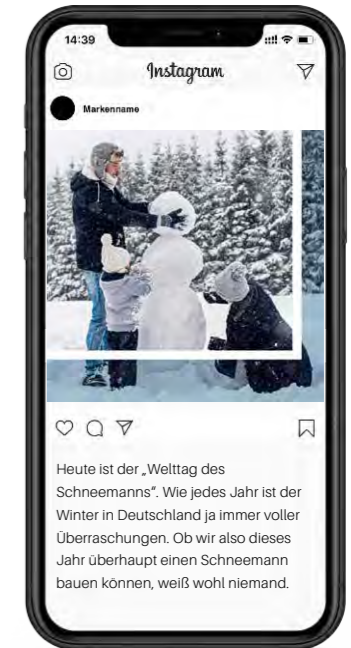 14:39
Instagram
Markenname
Heute ist der „Welttag des
Schneemanns“. Wie jedes Jahr ist der
Winter in Deutschland ja immer voller
Überraschungen. Ob wir also dieses
Jahr überhaupt einen Schneemann
bauen können, weiß wohl niemand.